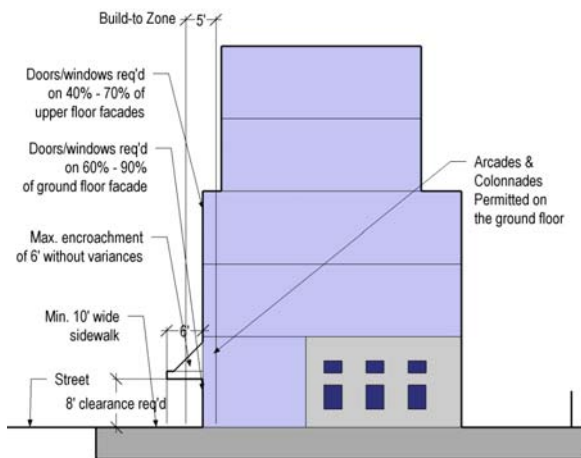 Build-to Zone
5'
Doors/windows req'd
on 40% - 70% of
upper floor facades
Doors/windows req'd
on 60% - 90%
of ground floor facade
Arcades &
Colonnades
Permitted on
the ground floor
Max. encroachment
of 6' without variances
Min. 10' wide
sidewalk
6'
Street
8' clearance req'd